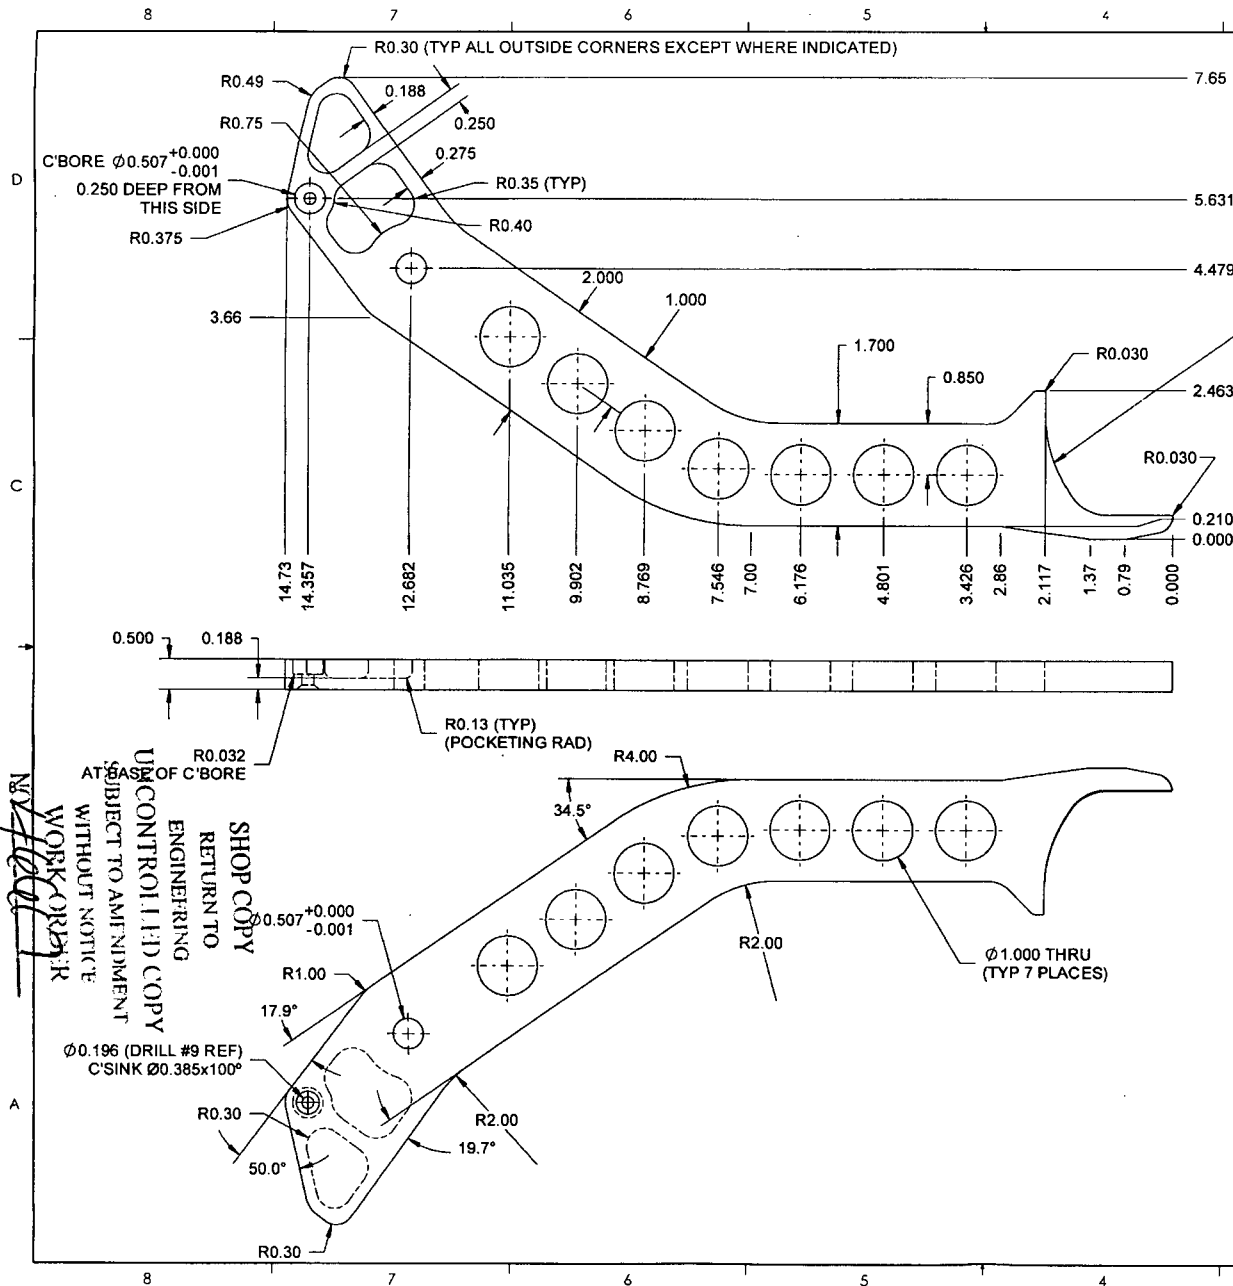 8 7 6 5 4
R0.30 (TYP ALL OUTSIDE CORNERS EXCEPT WHERE INDICATED)
R0.49
0.188
7.65
R0.75
0.250
0.275
C'BORE Ø0.507 +0.000
-0.001
0.250 DEEP FROM
THIS SIDE
D
R0.35 (TYP)
5.631
R0.375
R0.40
4.479
2.000
1.000
3.66
1.700
R0.030
0.850
2.463
R0.030
C
0.210
0.000
14.73
14.357
12.682
11.035
9.902
8.769
7.546
7.00
6.176
4.801
3.426
2.86
2.117
1.37
0.79
0.000
0.500
0.188
R0.13 (TYP)
(POCKETING RAD)
R0.032
AT BASE OF C'BORE
R4.00
34.5°
SHOP COPY
RETURN TO
ENGINEERING
UNCONTROLLED COPY
SUBJECT TO AMENDMENT
WITHOUT NOTICE
WORK ORDER
Ø0.507 +0.000
-0.001
R2.00
Ø1.000 THRU
(TYP 7 PLACES)
R1.00
17.9°
Ø0.196 (DRILL #9 REF)
C'SINK Ø0.385x100°
A
R0.30
R2.00
19.7°
50.0°
R0.30
8 7 6 5 4